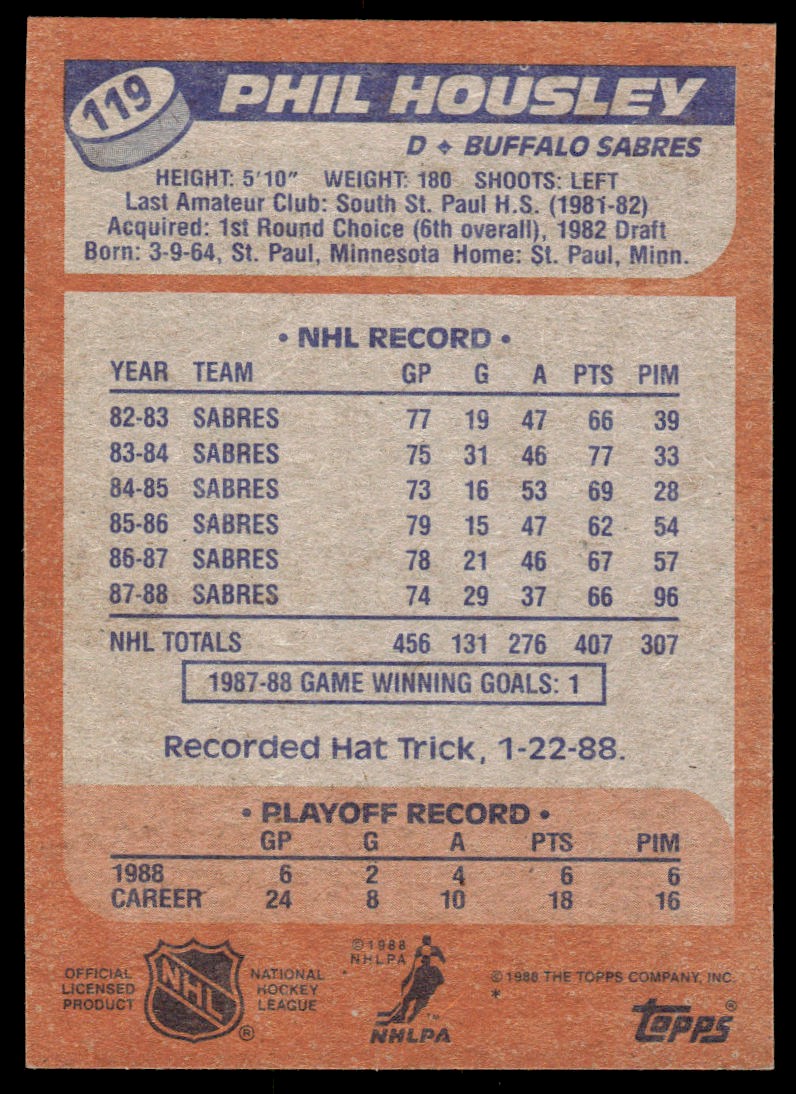 119
PHIL HOUSLEY
D ♦ BUFFALO SABRES
HEIGHT: 5'10" WEIGHT: 180 SHOOTS: LEFT
Last Amateur Club: South St. Paul H.S. (1981-82)
Acquired: 1st Round Choice (6th overall), 1982 Draft
Born: 3-9-64, St. Paul, Minnesota Home: St. Paul, Minn.
• NHL RECORD •
YEAR TEAM GP G A PTS PIM
82-83 SABRES 77 19 47 66 39
83-84 SABRES 75 31 46 77 33
84-85 SABRES 73 16 53 69 28
85-86 SABRES 79 15 47 62 54
86-87 SABRES 78 21 46 67 57
87-88 SABRES 74 29 37 66 96
NHL TOTALS 456 131 276 407 307
1987-88 GAME WINNING GOALS: 1
Recorded Hat Trick, 1-22-88.
• PLAYOFF RECORD •
GP G A PTS PIM
1988 6 2 4 6 6
CAREER 24 8 10 18 16
OFFICIAL
LICENSED
PRODUCT
NHL
®
NATIONAL
HOCKEY
LEAGUE
©1988
NHLPA
™
NHLPA
©1988 THE TOPPS COMPANY, INC.
*
topps®